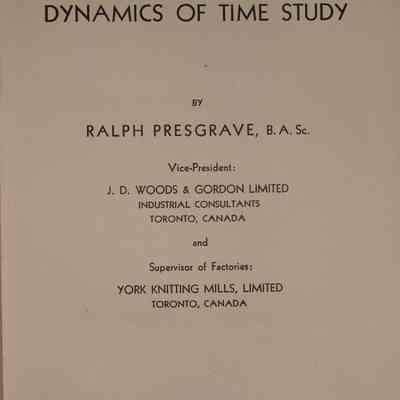 DYNAMICS OF TIME STUDY
BY
RALPH PRESGRAVE, B. A. Sc.
Vice-President:
J. D. WOODS & GORDON LIMITED
INDUSTRIAL CONSULTANTS
TORONTO, CANADA
and
Supervisor of Factories:
YORK KNITTING MILLS, LIMITED
TORONTO, CANADA